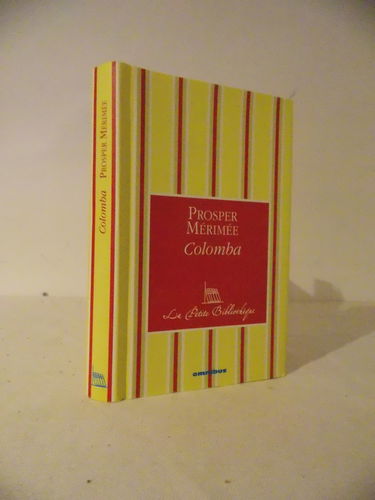 Colomba PROSPER MÉRIMÉE
PROSPER
MÉRIMÉE
Colomba
La Petite Bibliothèque
omnibus